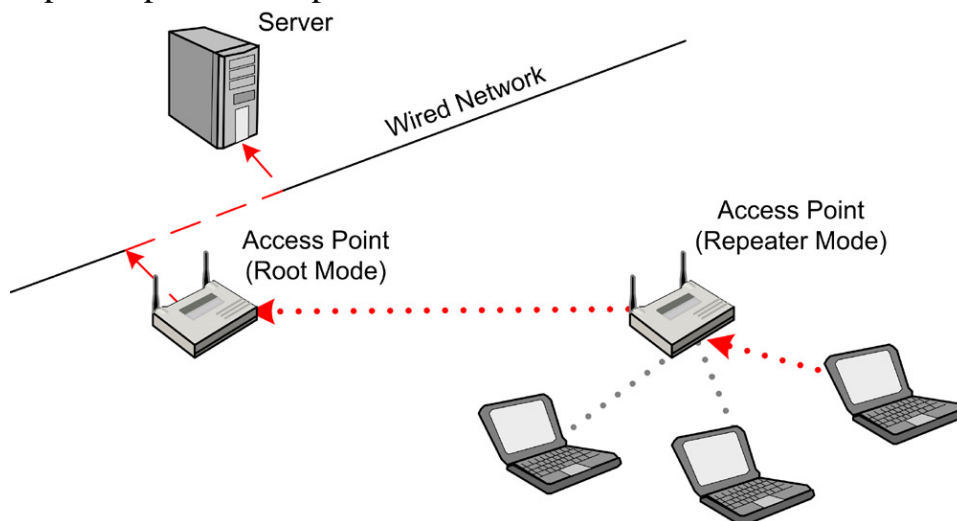 Server
Wired Network
Access Point
(Repeater Mode)
Access Point
(Root Mode)